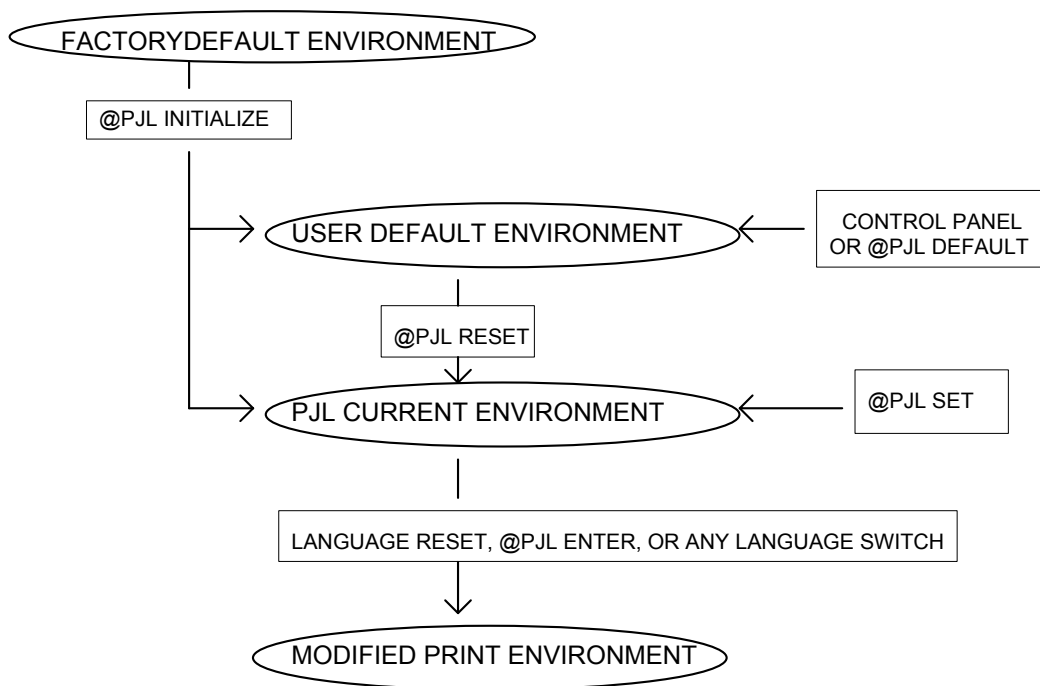 FACTORYDEFAULT ENVIRONMENT
@PJL INITIALIZE
USER DEFAULT ENVIRONMENT
CONTROL PANEL
OR @PJL DEFAULT
@PJL RESET
PJL CURRENT ENVIRONMENT
@PJL SET
LANGUAGE RESET, @PJL ENTER, OR ANY LANGUAGE SWITCH
MODIFIED PRINT ENVIRONMENT